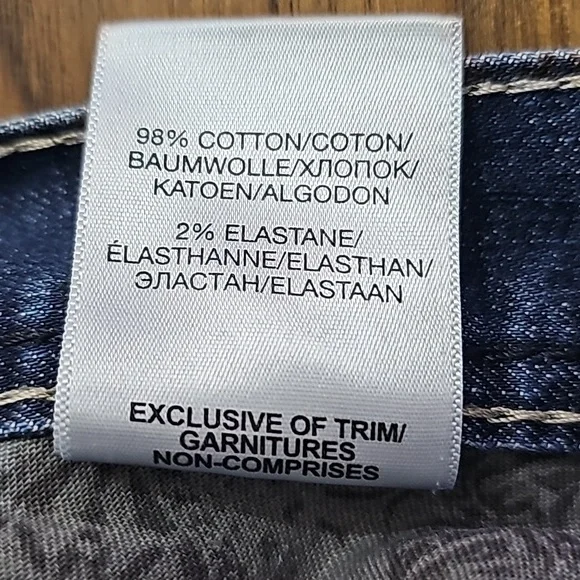 98% COTTON/COTON/
BAUMWOLLE/ХЛОПОК/
KATOEN/ALGODON
2% ELASTANE/
ÉLASTHANNE/ELASTHAN/
ЭЛАСТАН/ELASTAAN
EXCLUSIVE OF TRIM/
GARNITURES
NON-COMPRISES